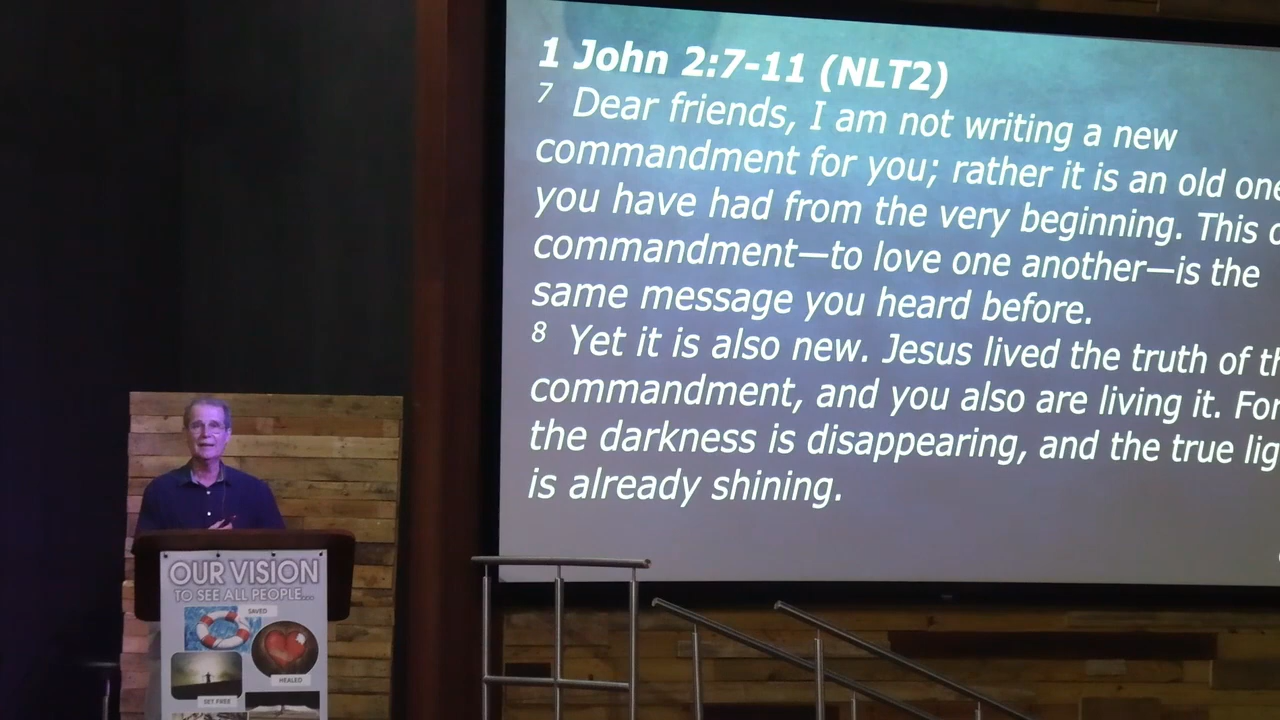 1 John 2:7-11 (NLT2)
7 Dear friends, I am not writing a new
commandment for you; rather it is an old one
you have had from the very beginning. This
commandment—to love one another—is the
same message you heard before.
8 Yet it is also new. Jesus lived the truth of
commandment, and you also are living it. For
the darkness is disappearing, and the true
is already shining.
OUR VISION
TO SEE ALL PEOPLE...
SAVED
HEALED
SET FREE